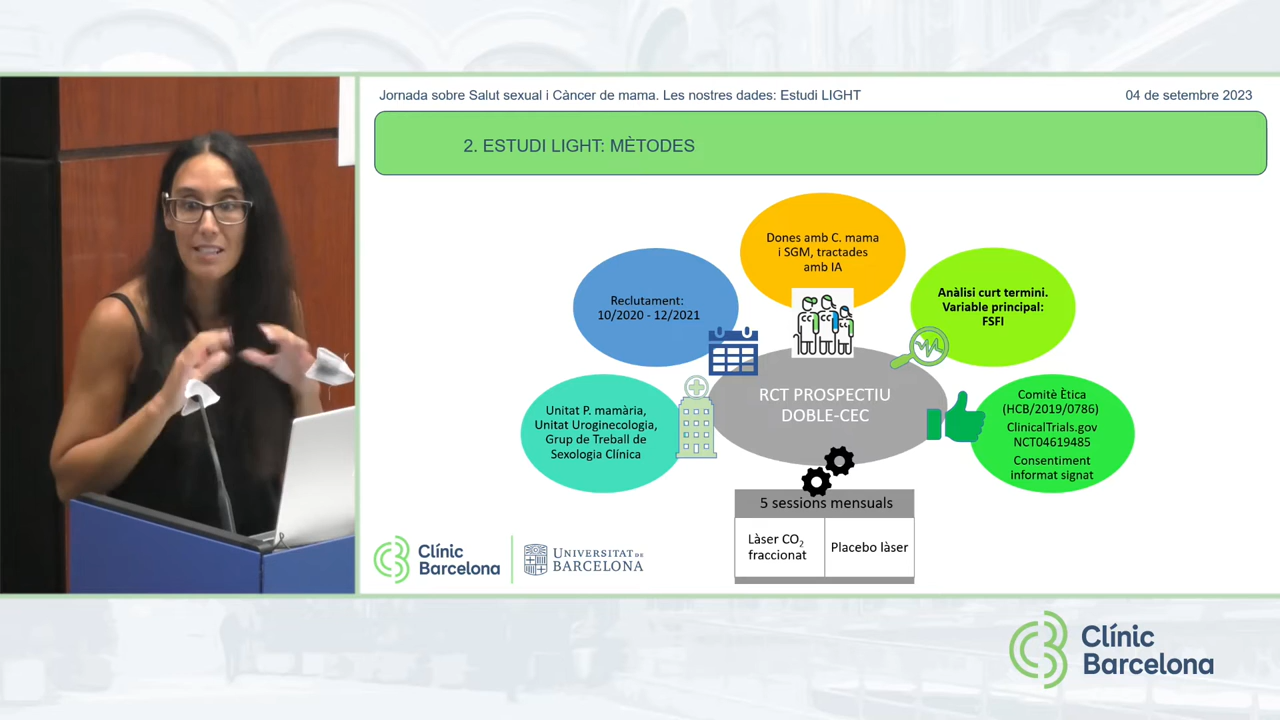 Jornada sobre Salut sexual i Càncer de mama. Les nostres dades: Estudi LIGHT
04 de setembre 2023
2. ESTUDI LIGHT: MÈTODES
Dones amb C. mama
i SGM, tractades
amb IA
Reclutament:
10/2020 - 12/2021
Anàlisi curt termini.
Variable principal:
FSFI
RCT PROSPECTIU
DOBLE-CEC
Unitat P. mamària,
Unitat Uroginecologia,
Grup de Treball de
Sexologia Clínica
Comitè Ètica
(HCB/2019/0786)
ClinicalTrials.gov
NCT04619485
Consentiment
informat signat
5 sessions mensuals
Làser CO₂
fraccionat
Placebo làser
Clínic
Barcelona
UNIVERSITAT DE
BARCELONA
Clínic
Barcelona